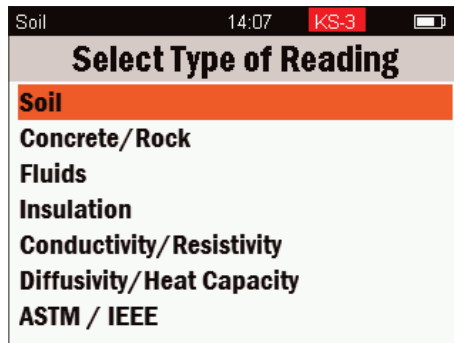 Soil 14:07 KS-3
Select Type of Reading
Soil
Concrete/Rock
Fluids
Insulation
Conductivity/Resistivity
Diffusivity/Heat Capacity
ASTM / IEEE